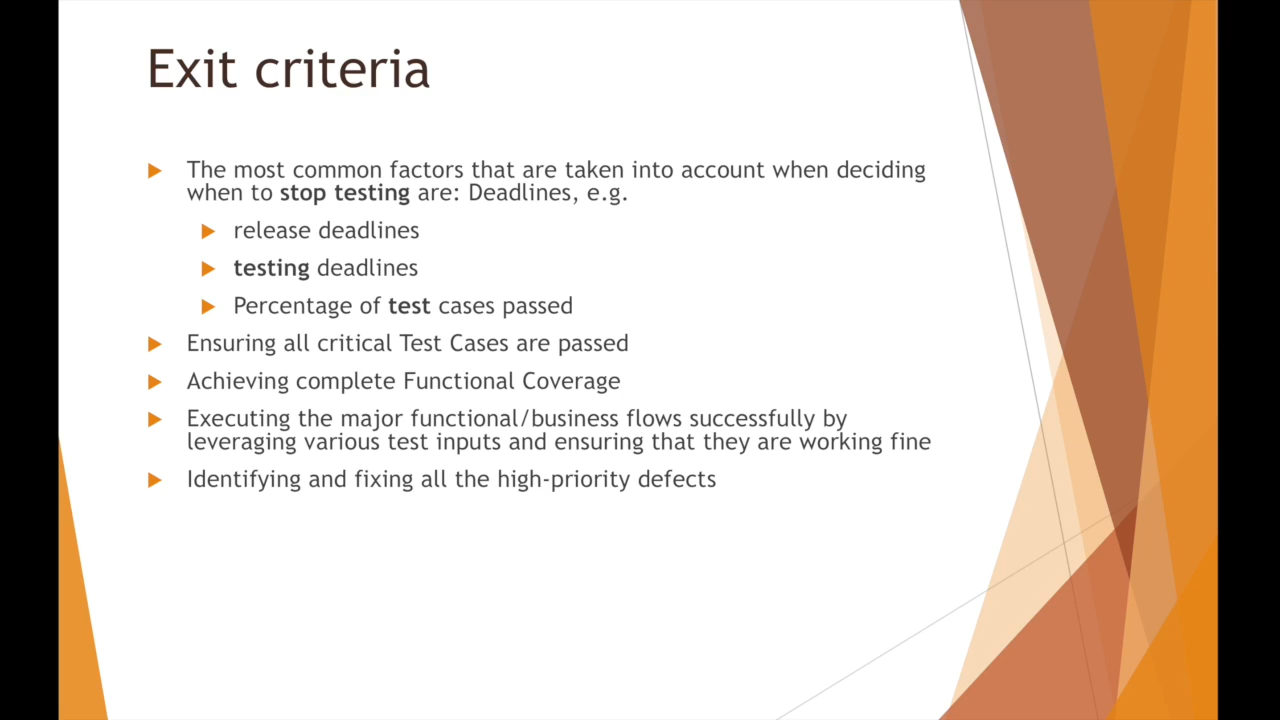 Exit criteria
The most common factors that are taken into account when deciding
when to stop testing are: Deadlines, e.g.
release deadlines
testing deadlines
Percentage of test cases passed
Ensuring all critical Test Cases are passed
Achieving complete Functional Coverage
Executing the major functional/business flows successfully by
leveraging various test inputs and ensuring that they are working fine
Identifying and fixing all the high-priority defects